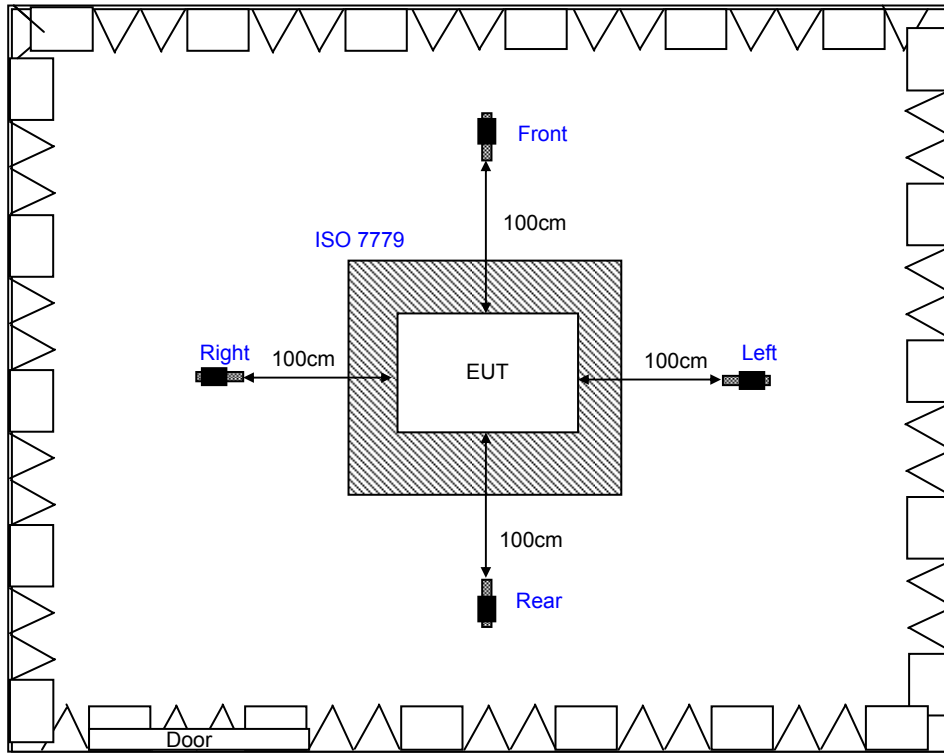 Front
100cm
ISO 7779
Right
100cm
EUT
100cm
Left
100cm
Rear
Door